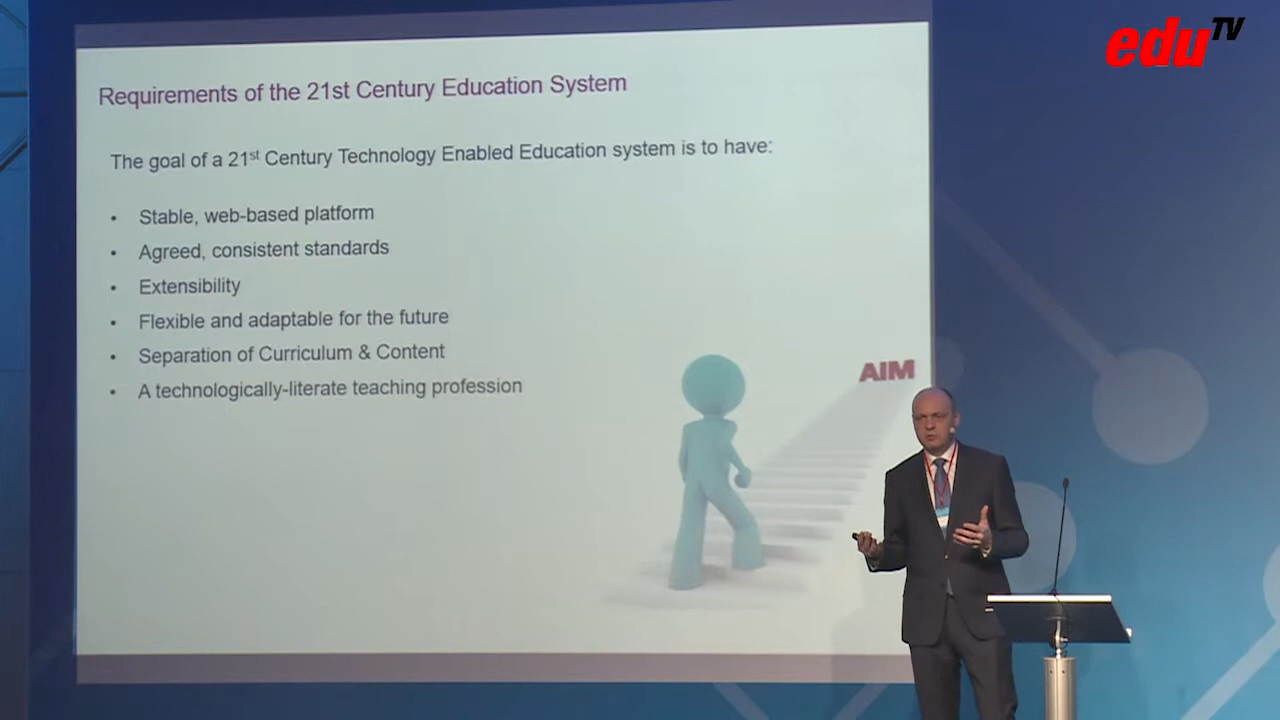 edu TV
Requirements of the 21st Century Education System
The goal of a 21st Century Technology Enabled Education system is to have:
• Stable, web-based platform
• Agreed, consistent standards
• Extensibility
• Flexible and adaptable for the future
• Separation of Curriculum & Content
• A technologically-literate teaching profession
AIM